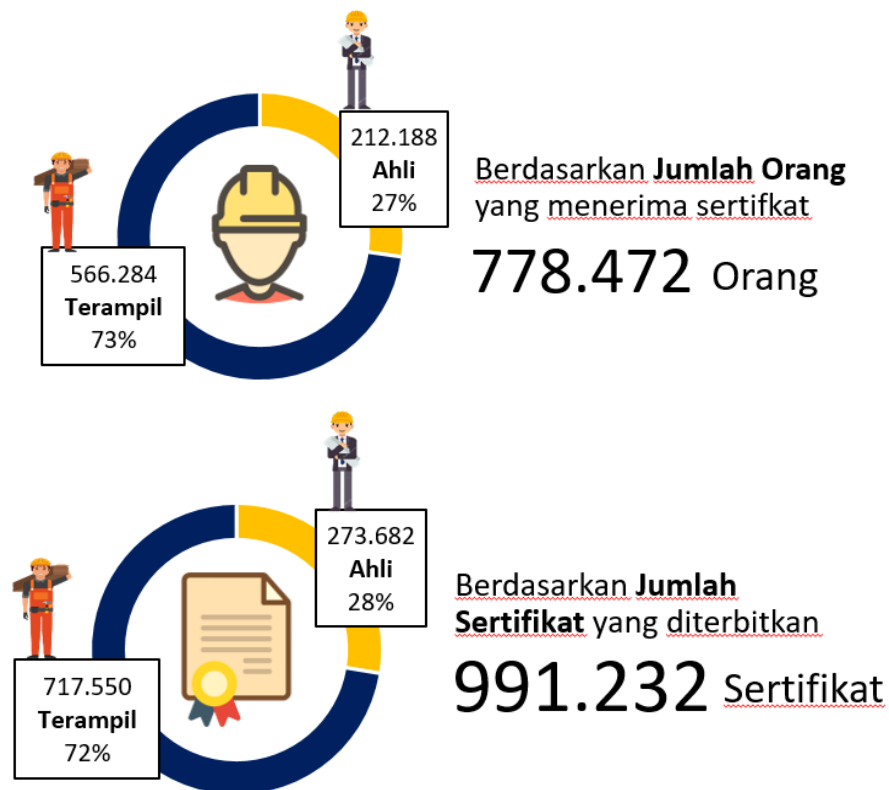 212.188
Ahli
27%
566.284
Terampil
73%
Berdasarkan Jumlah Orang
yang menerima sertifkat
778.472 Orang
273.682
Ahli
28%
717.550
Terampil
72%
Berdasarkan Jumlah
Sertifikat yang diterbitkan
991.232 Sertifikat